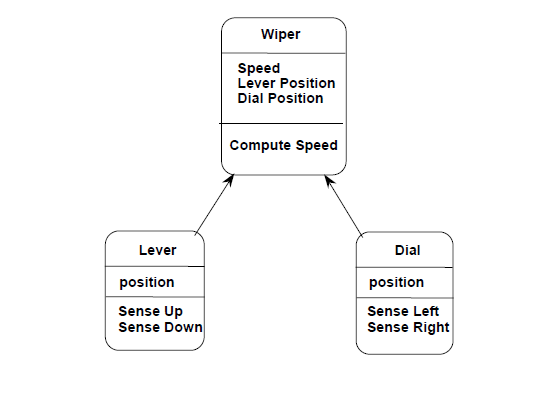 Wiper
Speed
Lever Position
Dial Position
Compute Speed
Lever
position
Sense Up
Sense Down
Dial
position
Sense Left
Sense Right